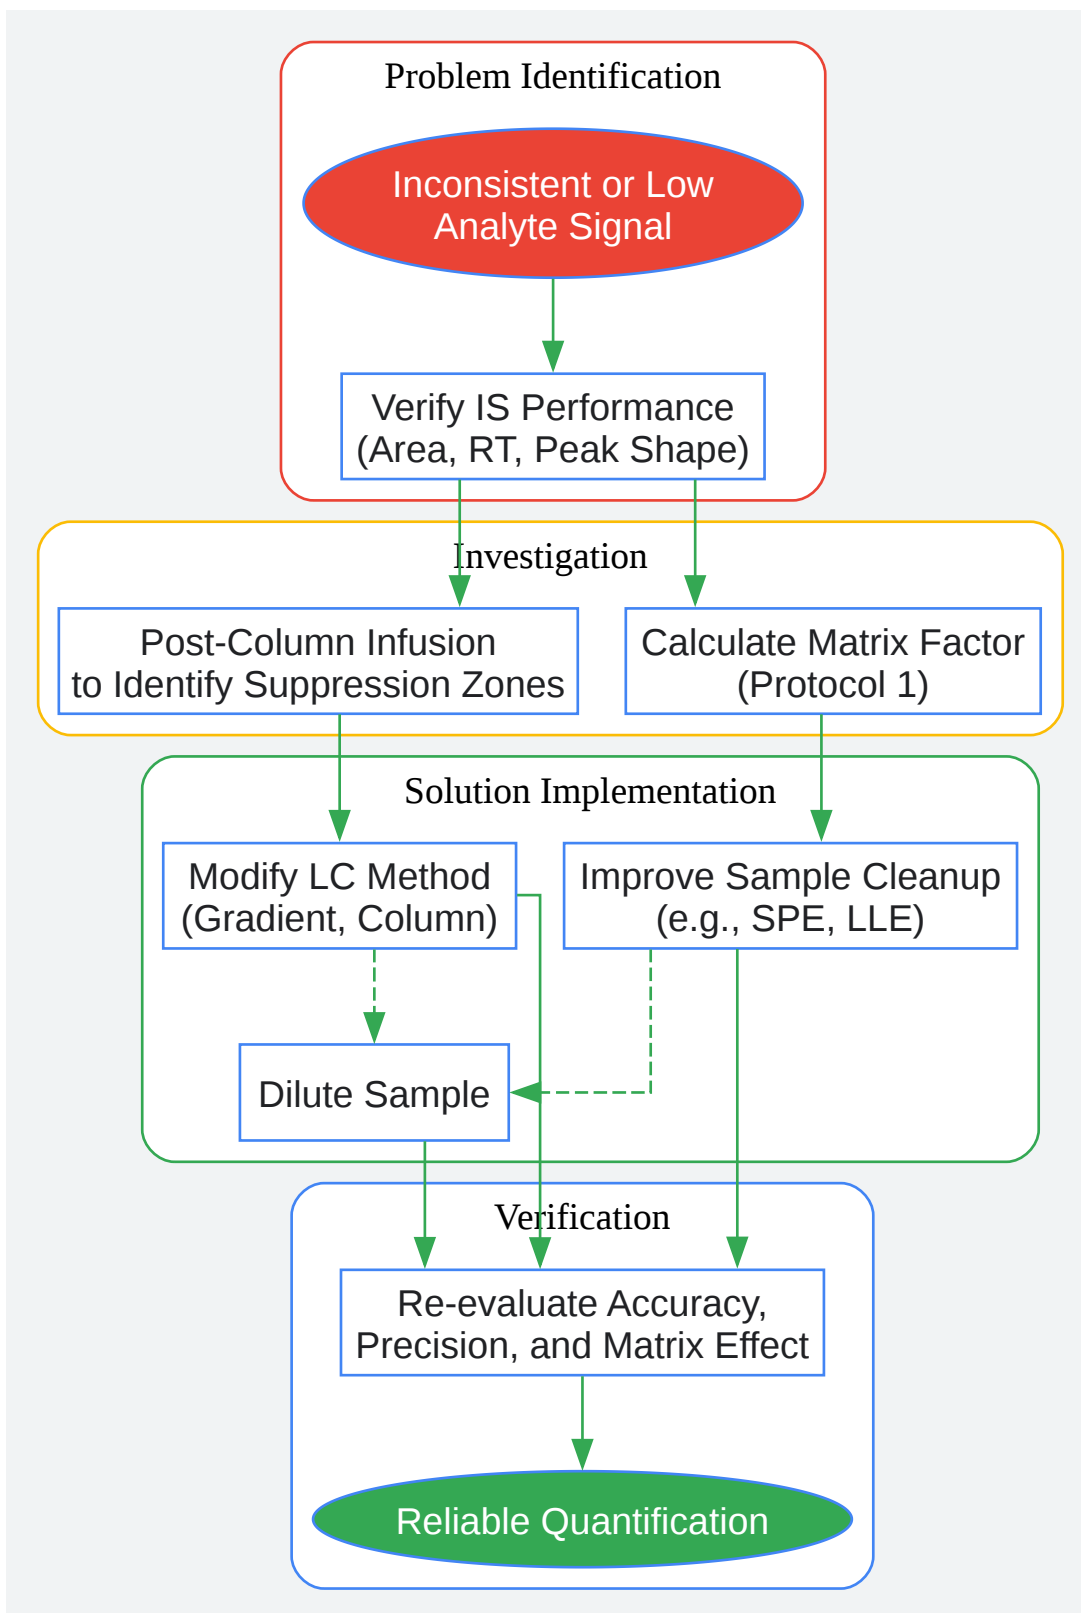 Problem Identification
Inconsistent or Low
Analyte Signal
Verify IS Performance
(Area, RT, Peak Shape)
Investigation
Post-Column Infusion
to Identify Suppression Zones
Calculate Matrix Factor
(Protocol 1)
Solution Implementation
Modify LC Method
(Gradient, Column)
Improve Sample Cleanup
(e.g., SPE, LLE)
Dilute Sample
Verification
Re-evaluate Accuracy,
Precision, and Matrix Effect
Reliable Quantification